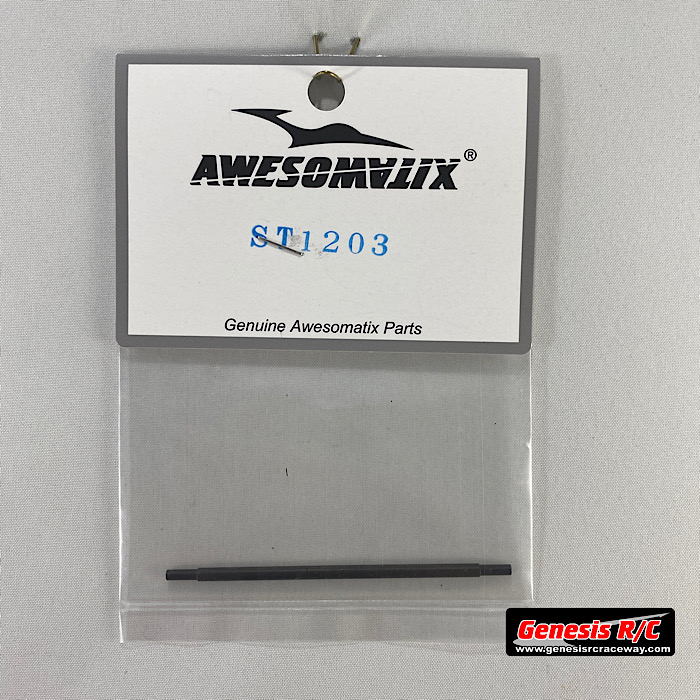 AWESOMATIX®
ST1203
Genuine Awesomatix Parts
Genesis R/C
www.genesisrcraceway.com